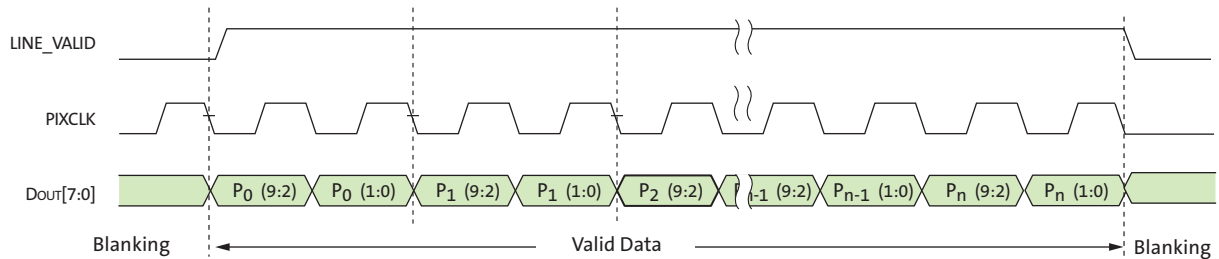 LINE_VALID
PIXCLK
DOUT[7:0]
P0 (9:2) P0 (1:0) P1 (9:2) P1 (1:0) P2 (9:2) Pn-1 (9:2) Pn-1 (1:0) Pn (9:2) Pn (1:0)
Blanking Valid Data Blanking